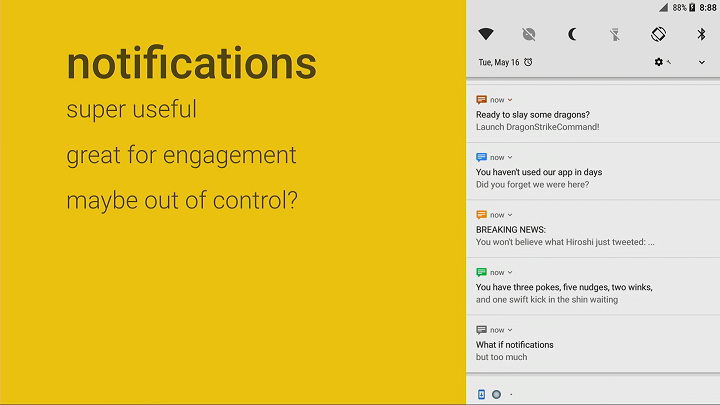 notifications
super useful
great for engagement
maybe out of control?
88% 8:88
Tue, May 16
now
Ready to slay some dragons?
Launch DragonStrikeCommand!
now
You haven't used our app in days
Did you forget we were here?
now
BREAKING NEWS:
You won't believe what Hiroshi just tweeted: ...
now
You have three pokes, five nudges, two winks,
and one swift kick in the shin waiting
now
What if notifications
but too much